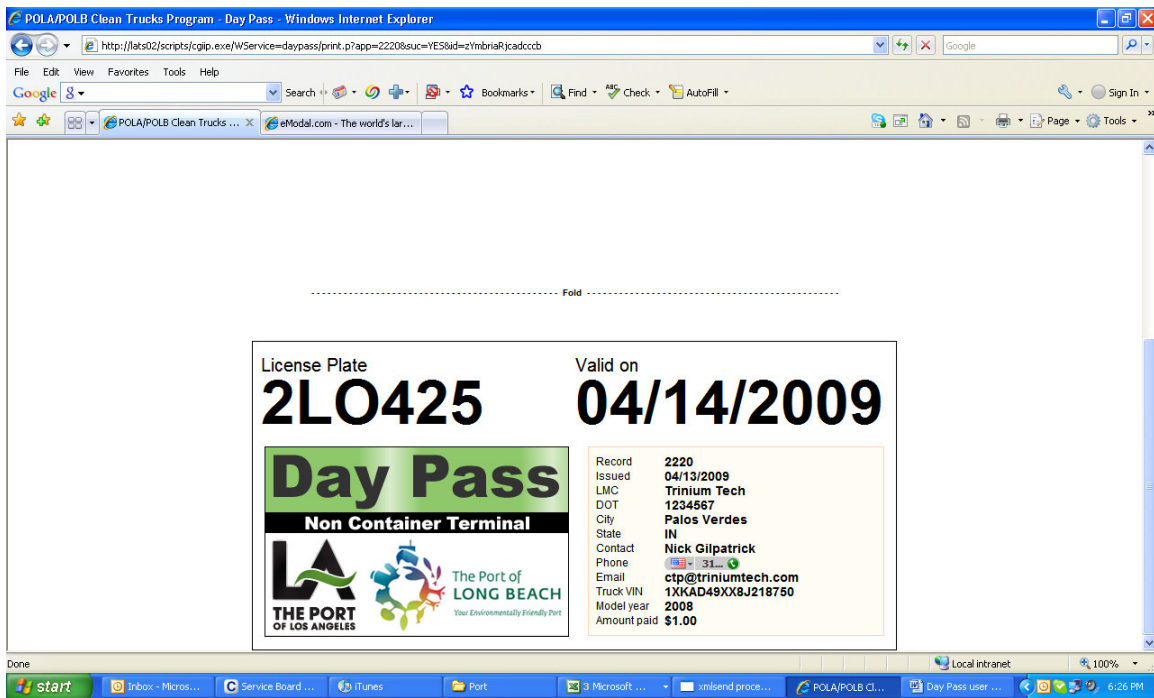 POLA/POLB Clean Trucks Program - Day Pass - Windows Internet Explorer
http://lats02/scripts/cgiip.exe/WService=daypass/print.p?app=2220&suc=YES&id=zYmbriaRjcadcccb
Google
File Edit View Favorites Tools Help
Google Search Bookmarks Find Check AutoFill Sign In
POLA/POLB Clean Trucks ... eModal.com - The world's lar... Page Tools
Fold
License Plate Valid on
2LO425 04/14/2009
Day Pass
Non Container Terminal
LA
THE PORT
OF LOS ANGELES
The Port of
LONG BEACH
Your Environmentally Friendly Port
Record 2220
Issued 04/13/2009
LMC Trinium Tech
DOT 1234567
City Palos Verdes
State IN
Contact Nick Gilpatrick
Phone 31...
Email ctp@triniumtech.com
Truck VIN 1XKAD49XX8J218750
Model year 2008
Amount paid $1.00
Done Local intranet 100%
start Inbox - Micros... Service Board ... iTunes Port 3 Microsoft ... xmlsend proce... POLA/POLB Cl... Day Pass user ... 6:26 PM